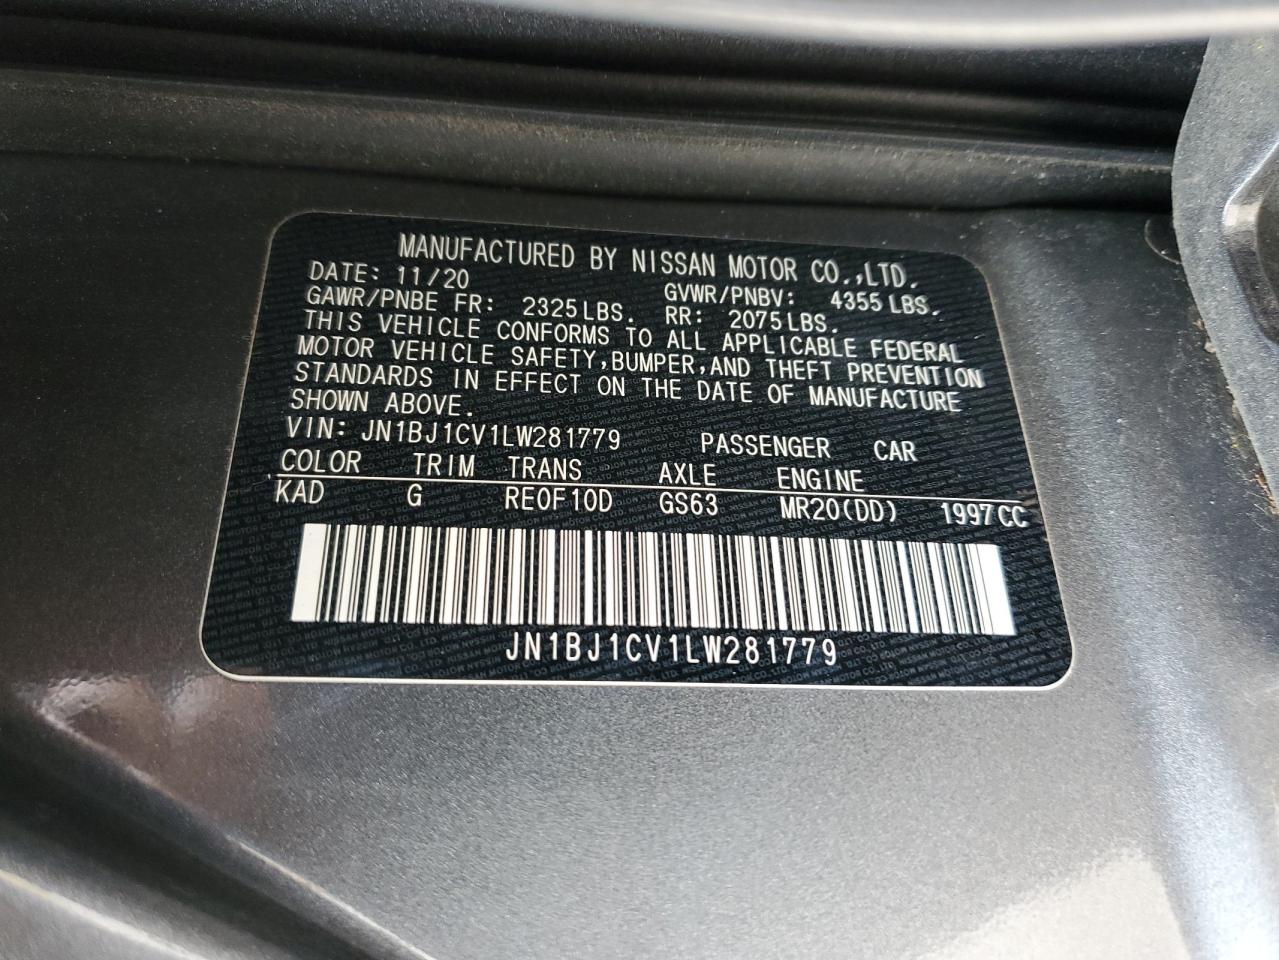 MANUFACTURED BY NISSAN MOTOR CO.,LTD.
DATE: 11/20 GVWR/PNBV: 4355 LBS.
GAWR/PNBE FR: 2325 LBS. RR: 2075 LBS.
THIS VEHICLE CONFORMS TO ALL APPLICABLE FEDERAL
MOTOR VEHICLE SAFETY,BUMPER,AND THEFT PREVENTION
STANDARDS IN EFFECT ON THE DATE OF MANUFACTURE
SHOWN ABOVE.
VIN: JN1BJ1CV1LW281779 PASSENGER CAR
COLOR TRIM TRANS AXLE ENGINE
KAD G RE0F10D GS63 MR20(DD) 1997 CC
JN1BJ1CV1LW281779